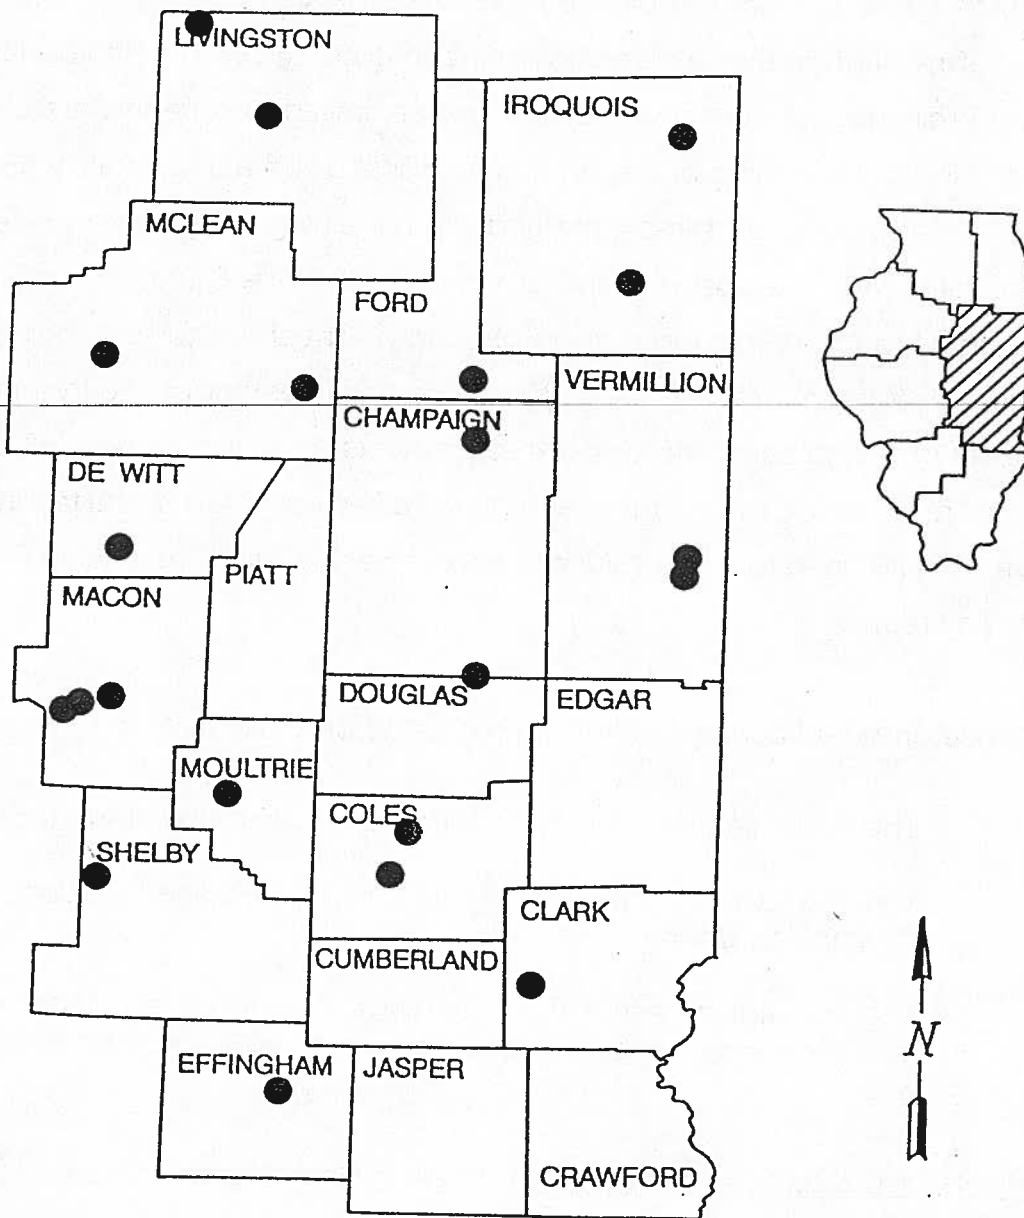 LIVINGSTON
IROQUOIS
MCLEAN
FORD
VERMILLION
CHAMPAIGN
DE WITT
PIATT
MACON
DOUGLAS
EDGAR
MOULTRIE
COLES
SHELBY
CLARK
CUMBERLAND
N
EFFINGHAM
JASPER
CRAWFORD